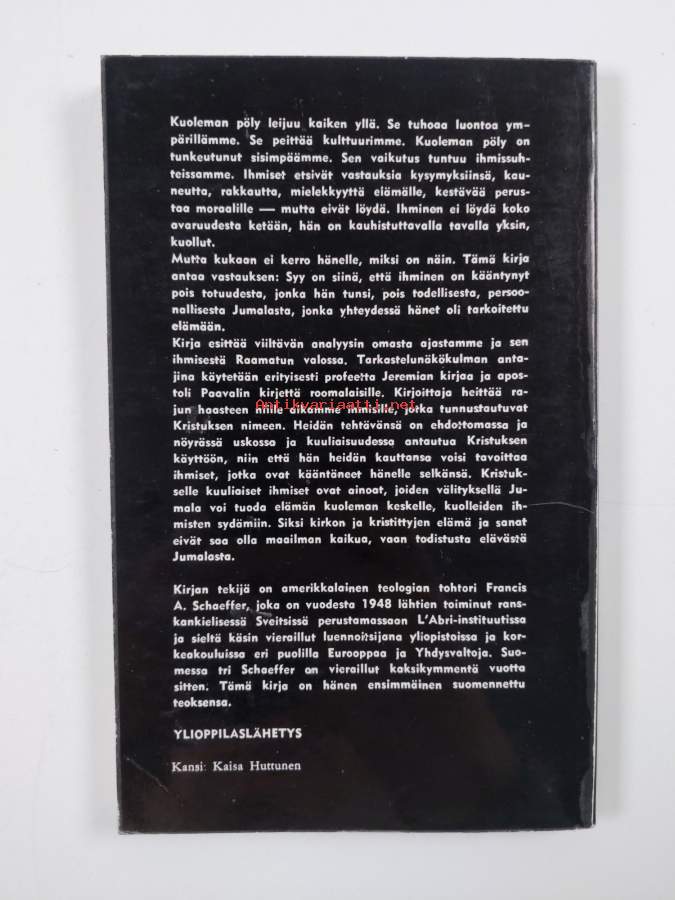 Kuoleman pöly leijuu kaiken yllä. Se tuhoaa luontoa ym-
pärillämme. Se peittää kulttuurimme. Kuoleman pöly on
tunkeutunut sisimpäämme. Sen vaikutus tuntuu ihmissuh-
teissamme. Ihmiset etsivät vastauksia kysymyksiinsä, kau-
neutta, rakkautta, mielekkyyttä elämälle, kestävää perus-
taa moraalille — mutta eivät löydä. Ihminen ei löydä koko
avaruudesta ketään, hän on kauhistuttavalla tavalla yksin,
kuollut.
Mutta kukaan ei kerro hänelle, miksi on näin. Tämä kirja
antaa vastauksen: Syy on siinä, että ihminen on kääntynyt
pois totuudesta, jonka hän tunsi, pois todellisesta, persoo-
nallisesta Jumalasta, jonka yhteydessä hänet oli tarkoitettu
elämään.
Kirja esittää viiltävän analyysin omasta ajastamme ja sen
ihmisestä Raamatun valossa. Tarkastelunäkökulman anta-
jina käytetään erityisesti profeetta Jeremian kirjaa ja apos-
toli Paavalin kirjettä roomalaisille. Kirjoittaja heittää ra-
jun haasteen niille aikamme ihmisille, jotka tunnustautuvat
Antikvariaatti.net
Kristuksen nimeen. Heidän tehtävänsä on ehdottomassa ja
nöyrässä uskossa ja kuuliaisuudessa antautua Kristuksen
käyttöön, niin että hän heidän kauttansa voisi tavoittaa
ihmiset, jotka ovat kääntäneet hänelle selkänsä. Kristuk-
selle kuuliaiset ihmiset ovat ainoat, joiden välityksellä Ju-
mala voi tuoda elämän kuoleman keskelle, kuolleiden ih-
misten sydämiin. Siksi kirkon ja kristittyjen elämä ja sanat
eivät saa olla maailman kaikua, vaan todistusta elävästä
Jumalasta.
Kirjan tekijä on amerikkalainen teologian tohtori Francis
A. Schaeffer, joka on vuodesta 1948 lähtien toiminut rans-
kankielisessä Sveitsissä perustamassaan L'Abri-instituutissa
ja sieltä käsin vieraillut luennoitsijana yliopistoissa ja kor-
keakouluissa eri puolilla Eurooppaa ja Yhdysvaltoja. Suo-
messa tri Schaeffer on vieraillut kaksikymmentä vuotta
sitten. Tämä kirja on hänen ensimmäinen suomennettu
teoksensa.
YLIOPPILASLÄHETYS
Kansi: Kaisa Huttunen